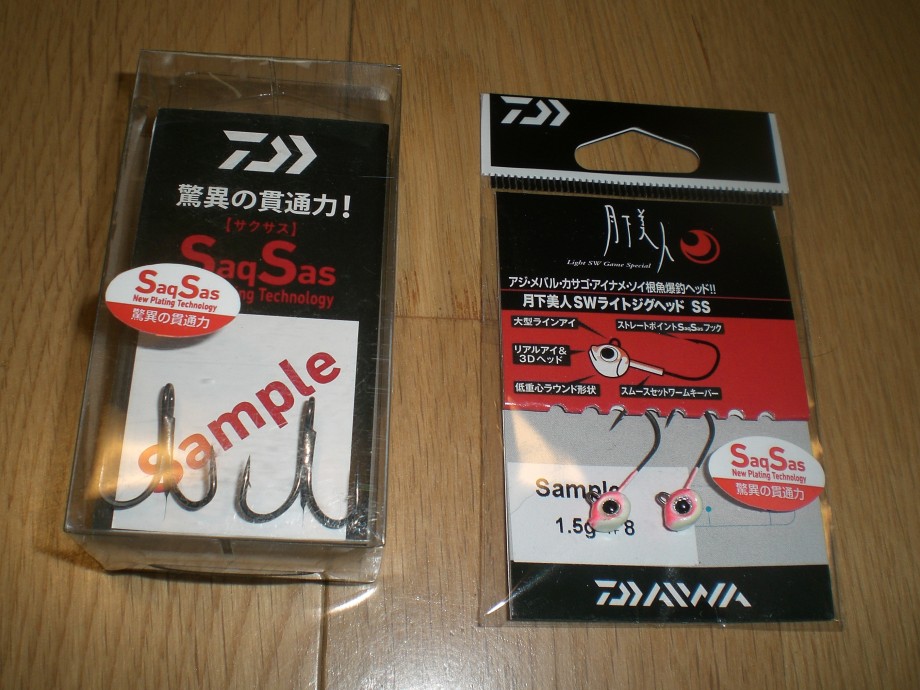 驚異の貫通力!
【サクサス】
SaqSas
New Plating Technology
SaqSas
New Plating Technology
驚異の貫通力
Sample
月下美人
Light SW Game Special
アジ・メバル・カサゴ・アイナメ・ソイ根魚爆釣ヘッド!!
月下美人SWライトジグヘッド SS
大型ラインアイ
ストレートポイントSaqSasフック
リアルアイ&
3Dヘッド
低重心ラウンド形状
スムースセットワームキーパー
SaqSas
New Plating Technology
驚異の貫通力
Sample
1.5g 8
DAIWA